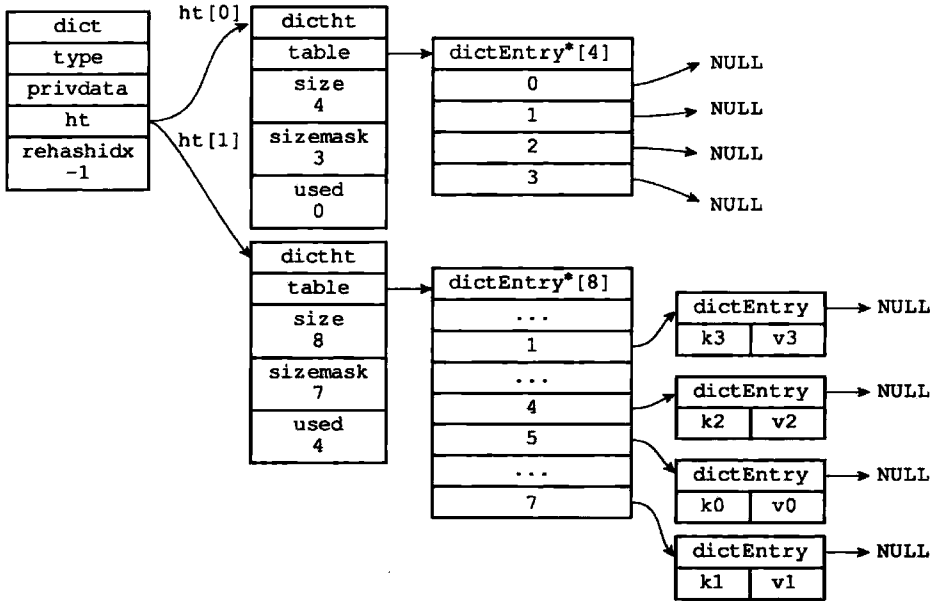 dict
type
privdata
ht
rehashidx
-1
ht[0]
ht[1]
dictht
table
size
4
sizemask
3
used
0
dictEntry*[4]
0
1
2
3
NULL
NULL
NULL
NULL
dictht
table
size
8
sizemask
7
used
4
dictEntry*[8]
...
1
...
4
5
...
7
dictEntry
k3 v3
NULL
dictEntry
k2 v2
NULL
dictEntry
k0 v0
NULL
dictEntry
k1 v1
NULL